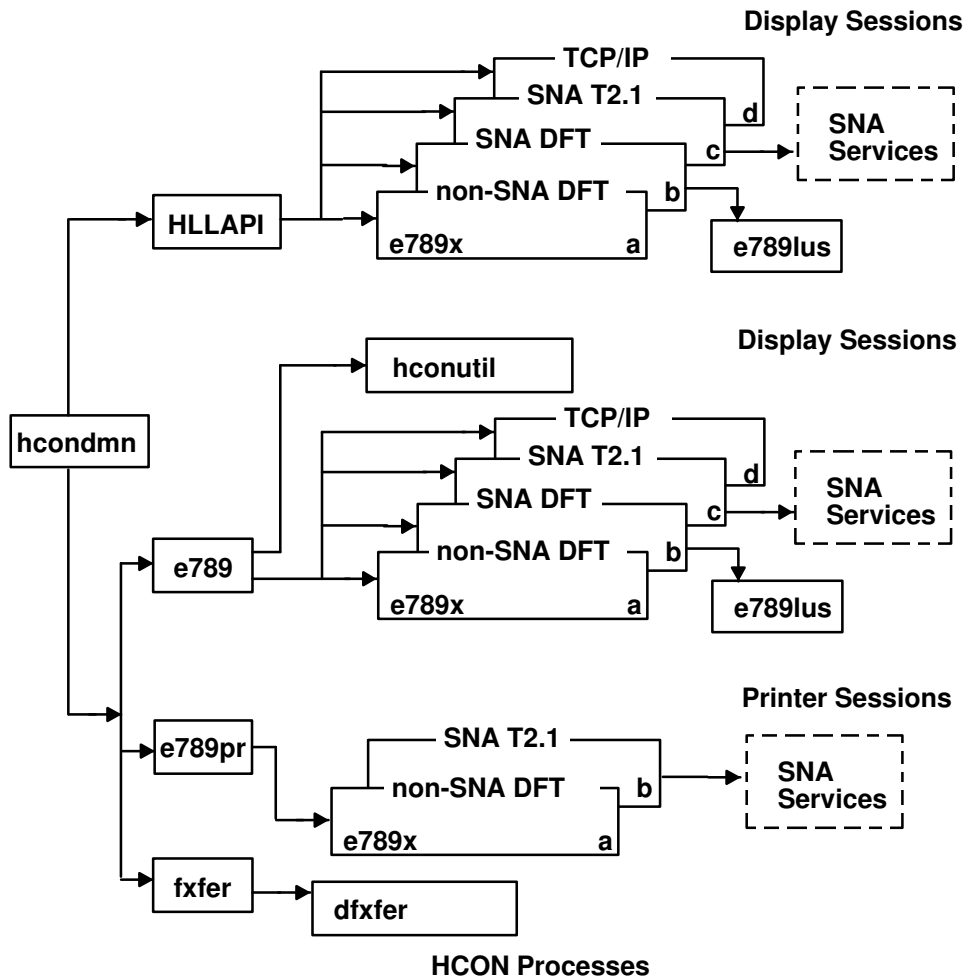 Display Sessions
TCP/IP
SNA T2.1
d
SNA
Services
SNA DFT
c
non-SNA DFT
b
HLLAPI
e789x
a
e789lus
Display Sessions
hconutil
TCP/IP
hcondmn
SNA T2.1
d
SNA
Services
SNA DFT
c
non-SNA DFT
b
e789
e789x
a
e789lus
Printer Sessions
SNA T2.1
e789pr
SNA
Services
non-SNA DFT
b
e789x
a
fxfer
dfxfer
HCON Processes